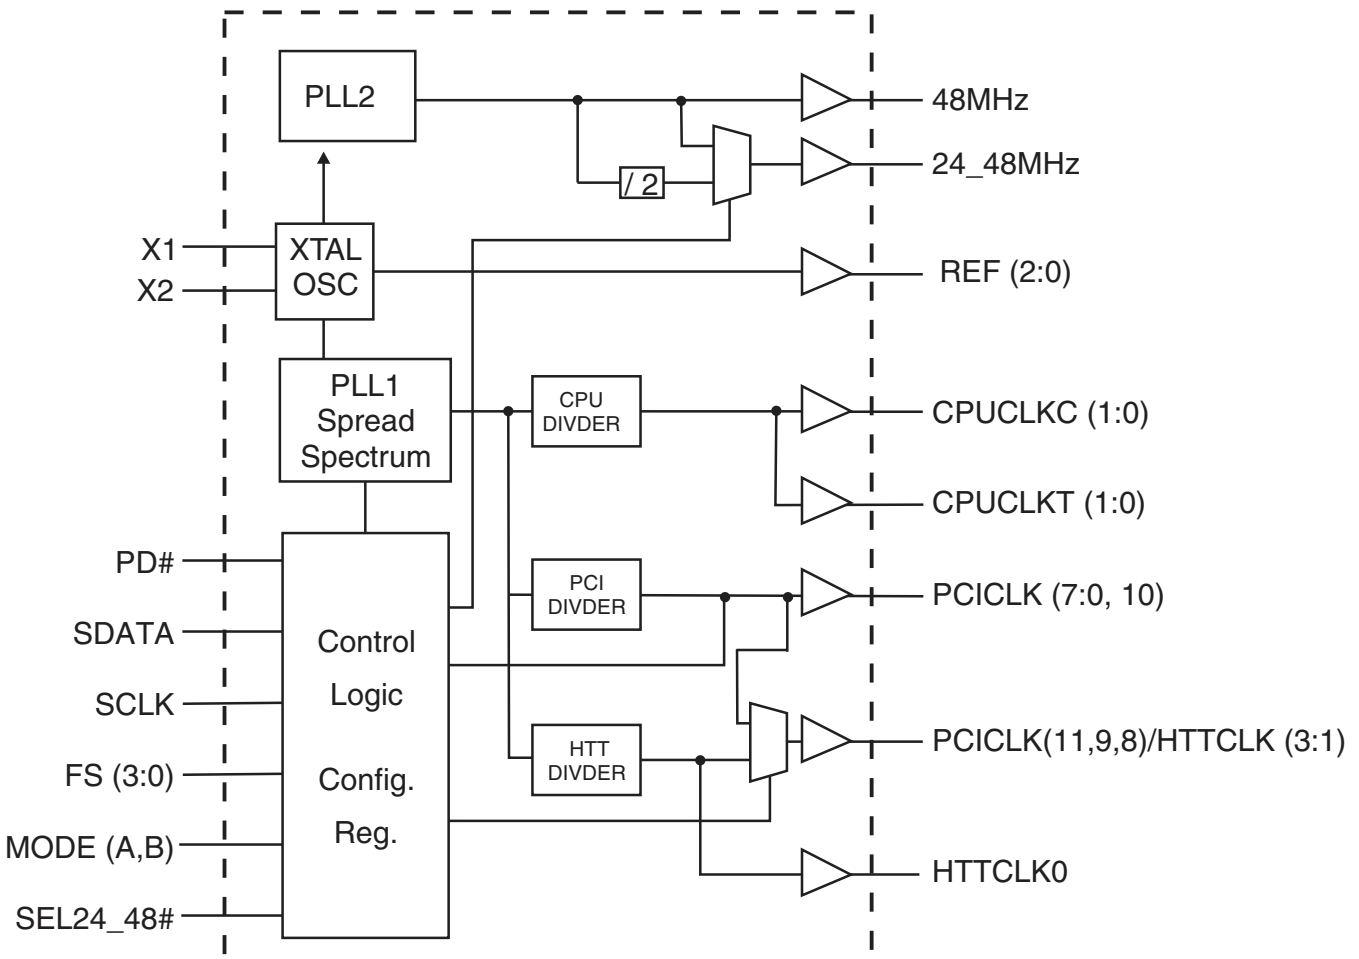 PLL2
48MHz
24_48MHz
/ 2
X1
XTAL
OSC
X2
REF (2:0)
PLL1
Spread
Spectrum
CPU
DIVDER
CPUCLKC (1:0)
CPUCLKT (1:0)
PD#
SDATA
SCLK
FS (3:0)
MODE (A,B)
SEL24_48#
Control
Logic
Config.
Reg.
PCI
DIVDER
PCICLK (7:0, 10)
HTT
DIVDER
PCICLK(11,9,8)/HTTCLK (3:1)
HTTCLK0